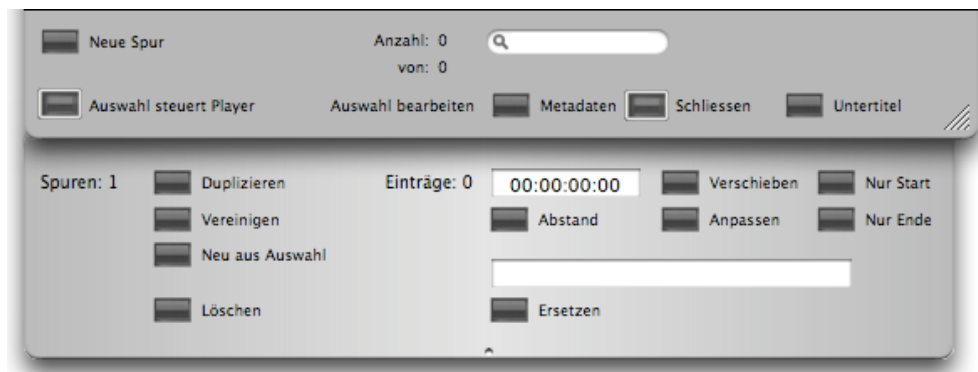 Neue Spur Anzahl: 0
von: 0
Auswahl steuert Player Auswahl bearbeiten Metadaten Schliessen Untertitel
Spuren: 1 Duplizieren Einträge: 0 00:00:00:00 Verschieben Nur Start
Vereinigen Abstand Anpassen Nur Ende
Neu aus Auswahl
Löschen Ersetzen